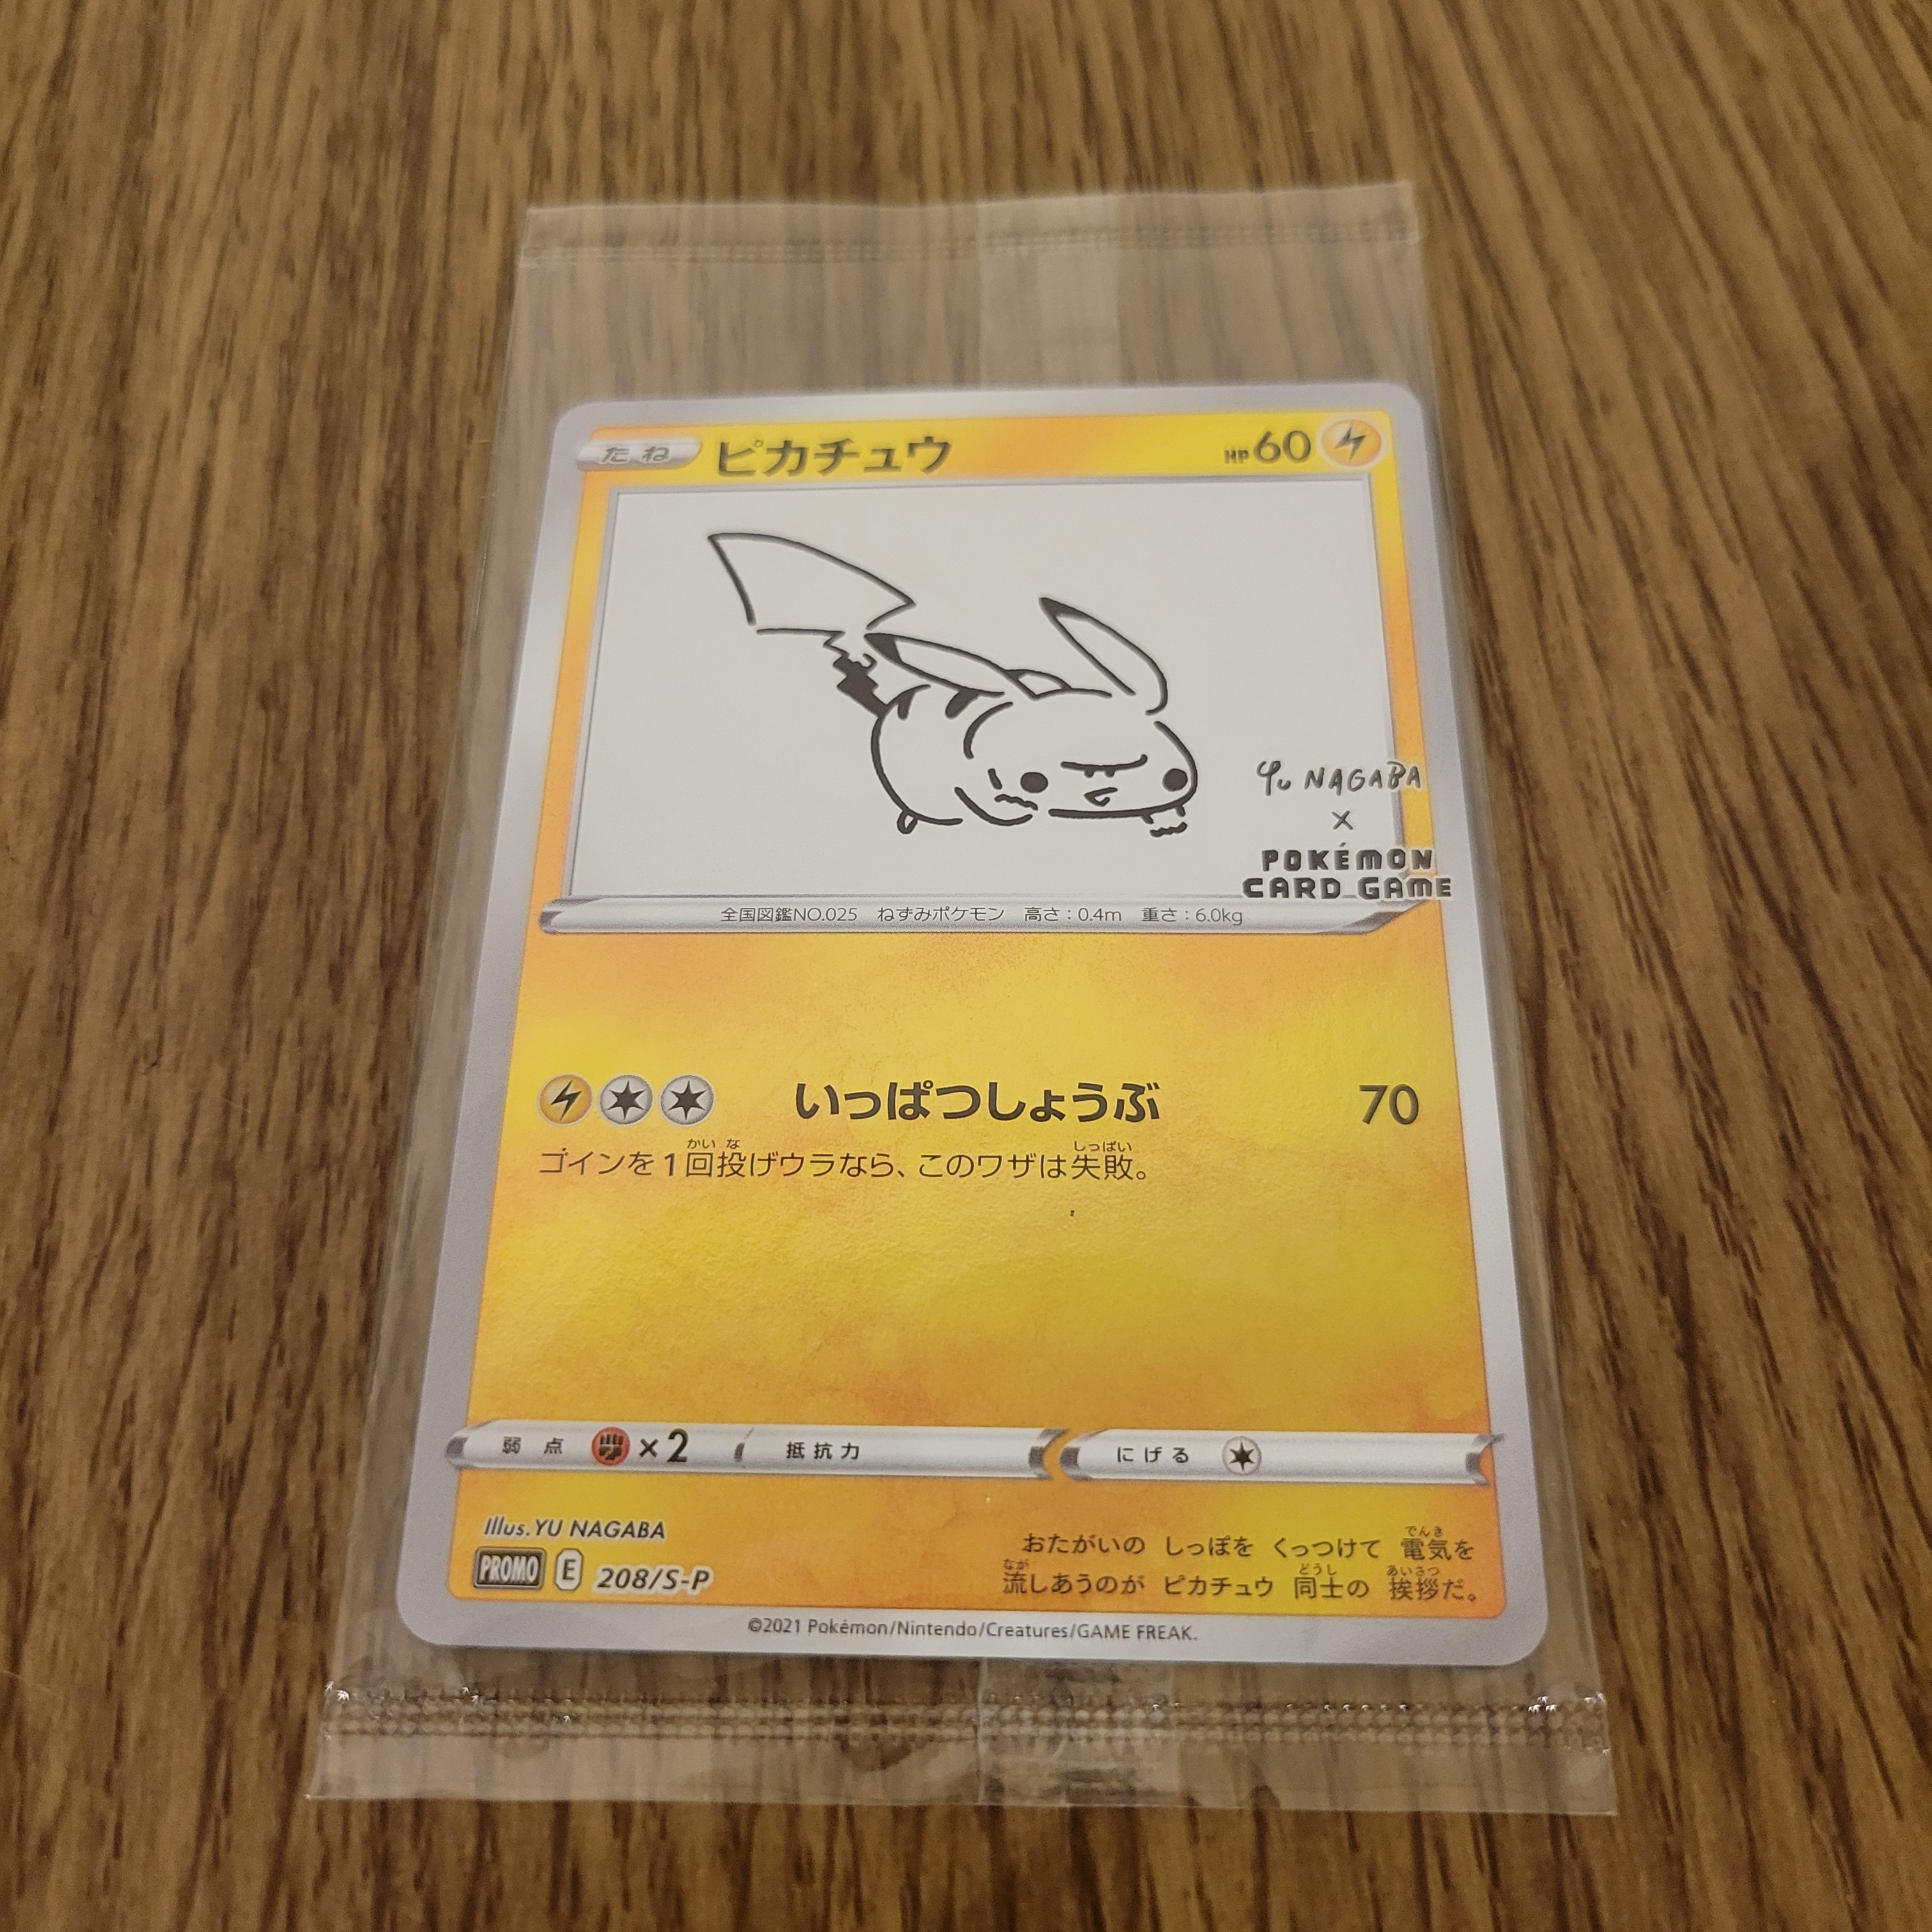 たね ピカチュウ HP60
Yu NAGABA
×
POKÉMON
CARD GAME
全国図鑑NO.025 ねずみポケモン 高さ：0.4m 重さ：6.0kg
いっぱつしょうぶ 70
コインを1回投げウラなら、このワザは失敗。
弱点 ×2 抵抗力 にげる
Illus.YU NAGABA
PROMO E 208/S-P
おたがいの しっぽを くっつけて 電気を
流しあうのが ピカチュウ 同士の 挨拶だ。
©2021 Pokémon/Nintendo/Creatures/GAME FREAK.